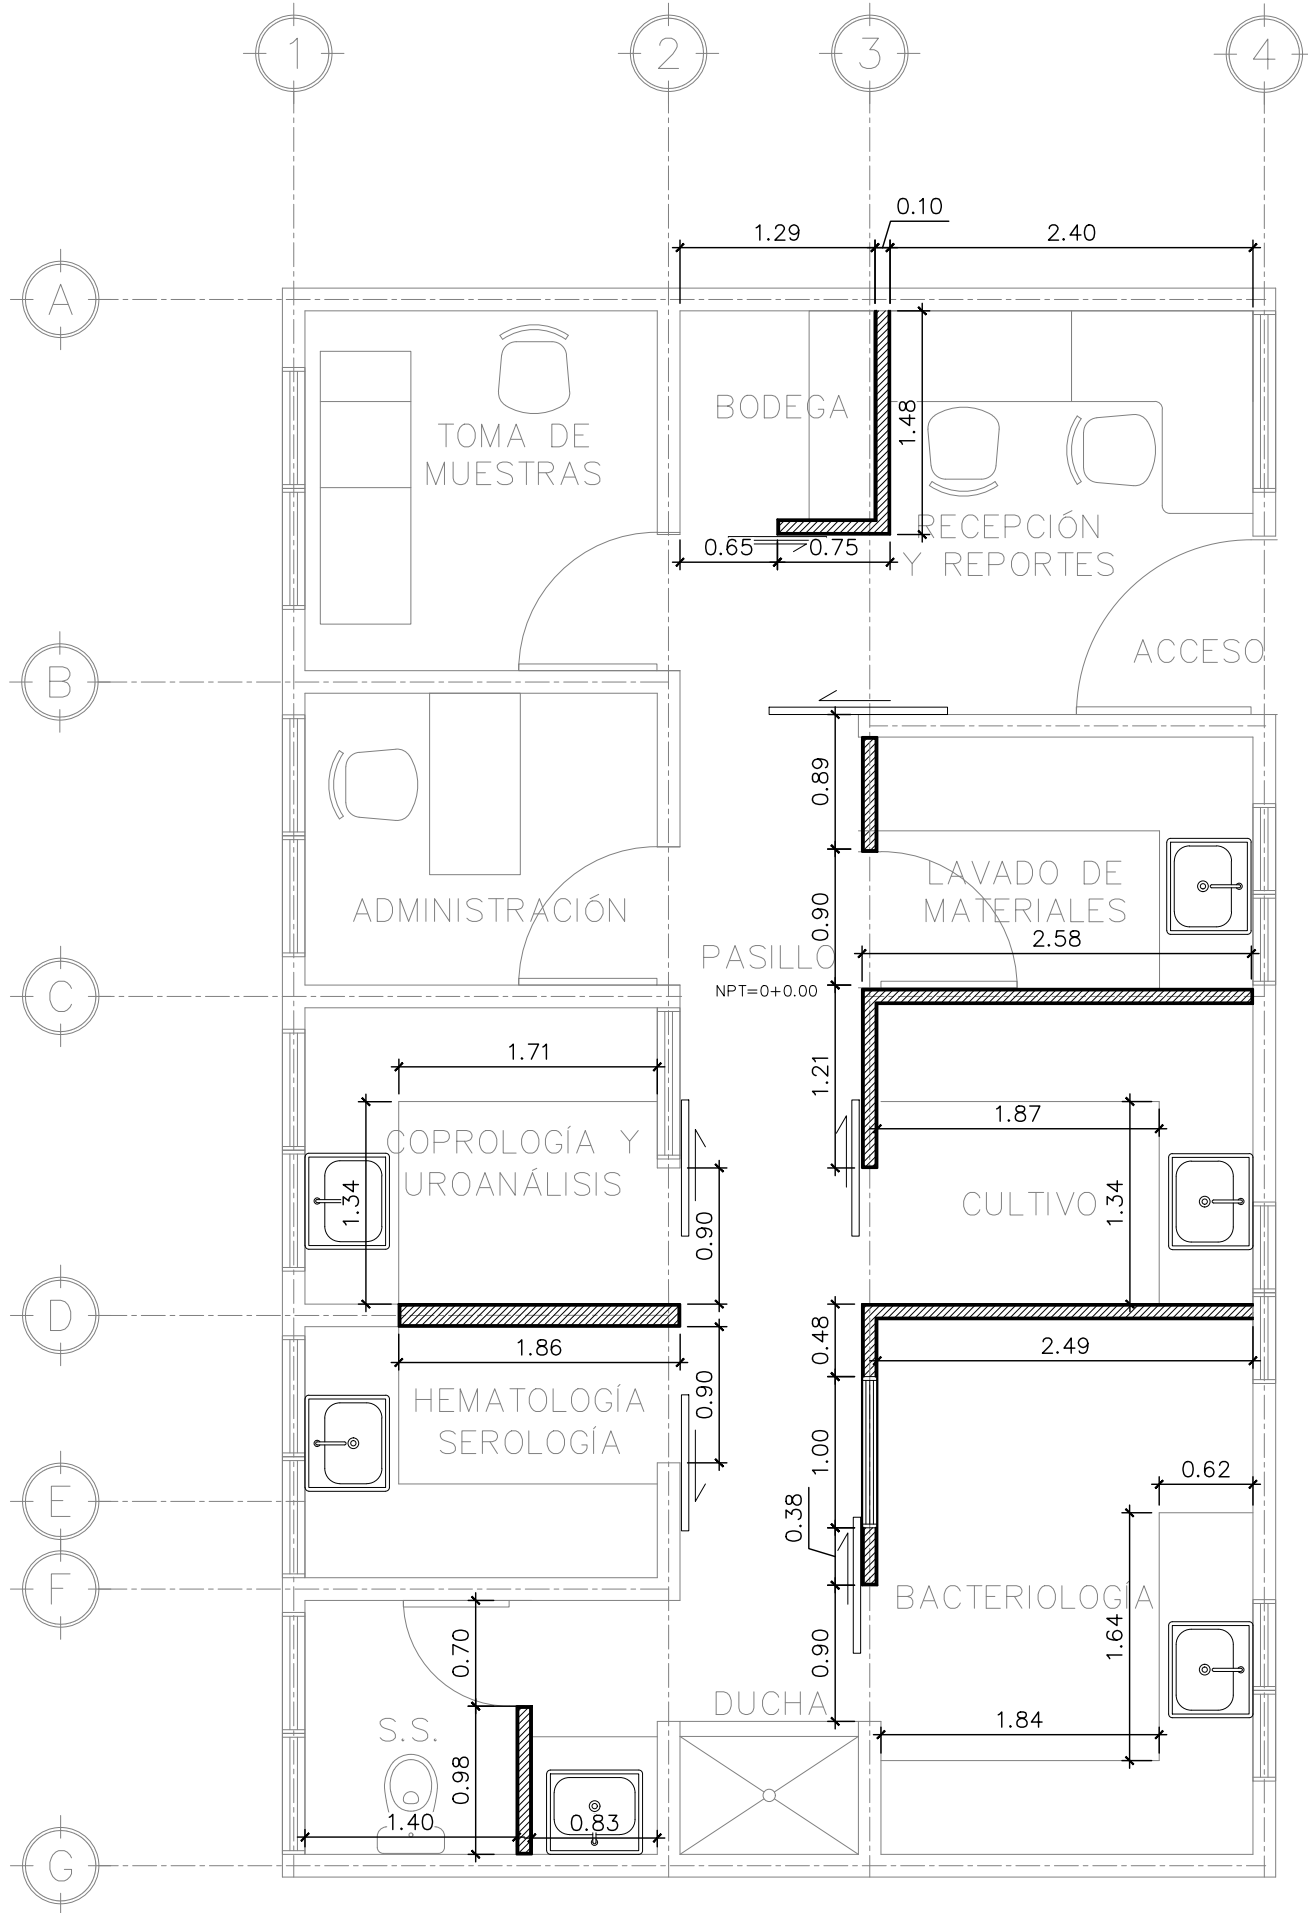 1
2
3
4
0.10
1.29
2.40
A
BODEGA
1.48
TOMA DE
MUESTRAS
RECEPCIÓN
Y REPORTES
0.65
0.75
ACCESO
B
0.89
LAVADO DE
MATERIALES
ADMINISTRACIÓN
0.90
2.58
PASILLO
NPT=0+0.00
C
1.71
1.21
1.87
COPROLOGÍA Y
UROANÁLISIS
1.34
CULTIVO
1.34
0.90
D
0.48
1.86
2.49
0.90
HEMATOLOGÍA
SEROLOGÍA
1.00
0.62
E
0.38
F
BACTERIOLOGÍA
0.70
0.90
1.64
DUCHA
S.S.
1.84
0.98
1.40
0.83
G